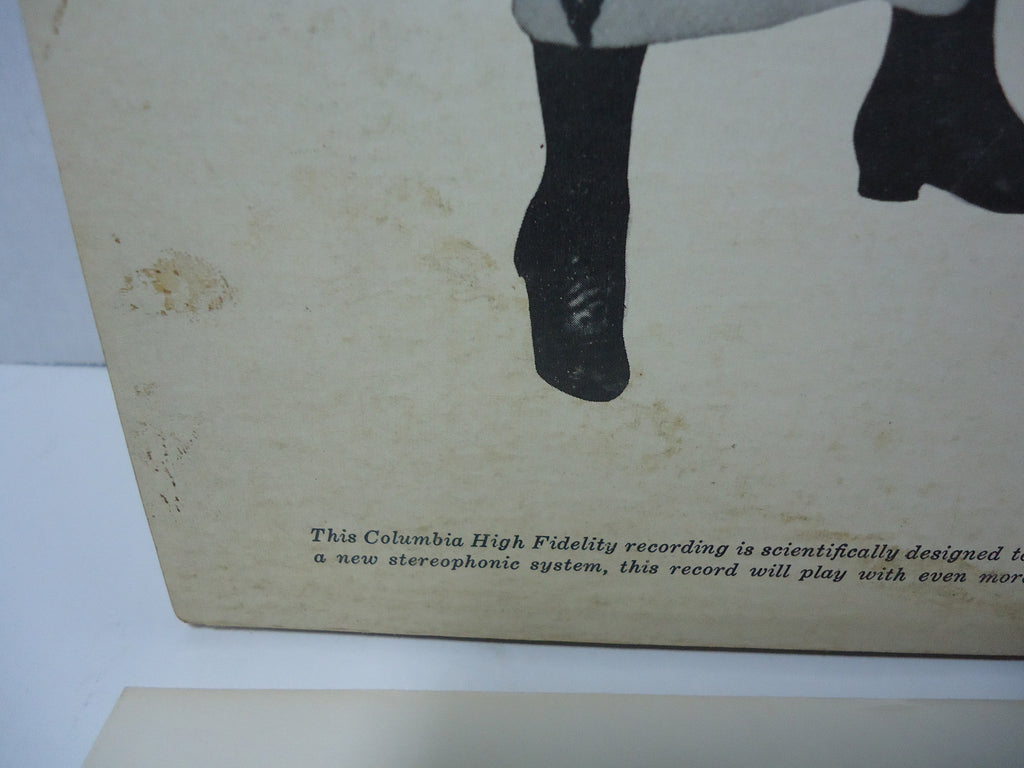 This Columbia High Fidelity recording is scientifically designed
a new stereophonic system, this record will play with even